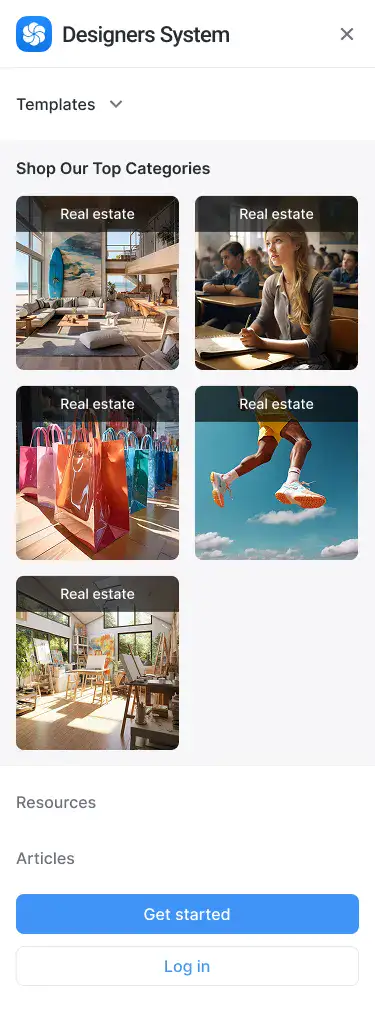 Designers System
Templates
Shop Our Top Categories
Real estate
Real estate
Real estate
Real estate
Real estate
Resources
Articles
Get started
Log in